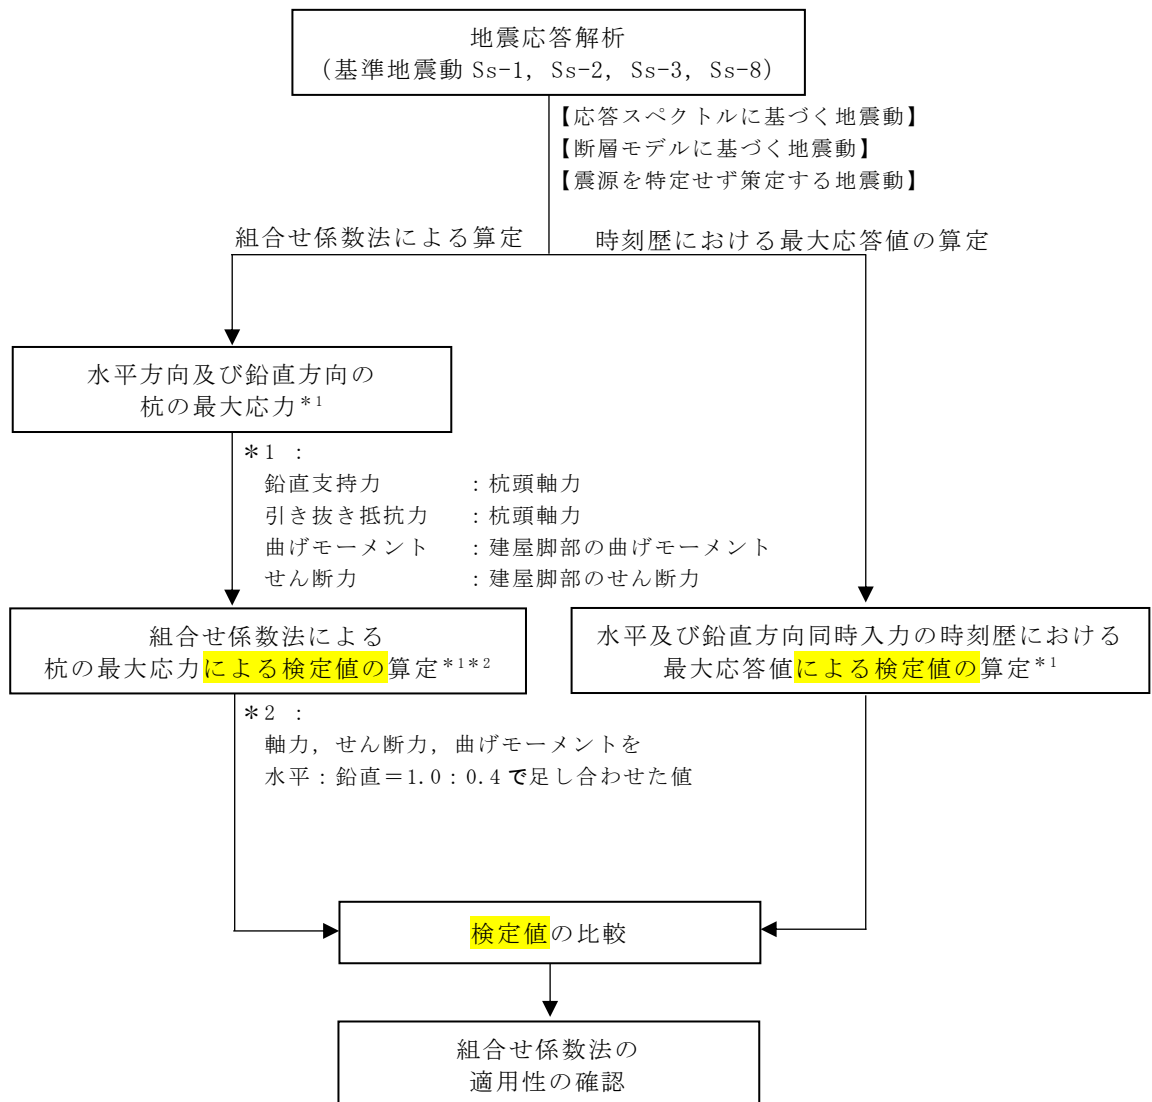 地震応答解析
(基準地震動 Ss-1, Ss-2, Ss-3, Ss-8)
【応答スペクトルに基づく地震動】
【断層モデルに基づく地震動】
【震源を特定せず策定する地震動】
組合せ係数法による算定
時刻歴における最大応答値の算定
水平方向及び鉛直方向の
杭の最大応力*1
*1 :
鉛直支持力 :杭頭軸力
引き抜き抵抗力 :杭頭軸力
曲げモーメント :建屋脚部の曲げモーメント
せん断力 :建屋脚部のせん断力
組合せ係数法による
杭の最大応力による検定値の算定*1*2
水平及び鉛直方向同時入力の時刻歴における
最大応答値による検定値の算定*1
*2 :
軸力, せん断力, 曲げモーメントを
水平:鉛直=1.0:0.4で足し合わせた値
検定値の比較
組合せ係数法の
適用性の確認